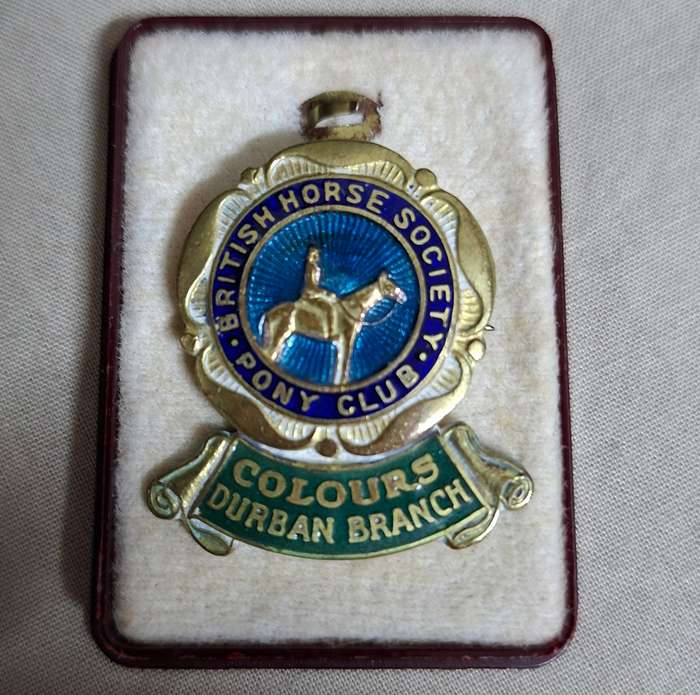 BRITISH HORSE SOCIETY
• PONY CLUB •
COLOURS
DURBAN BRANCH